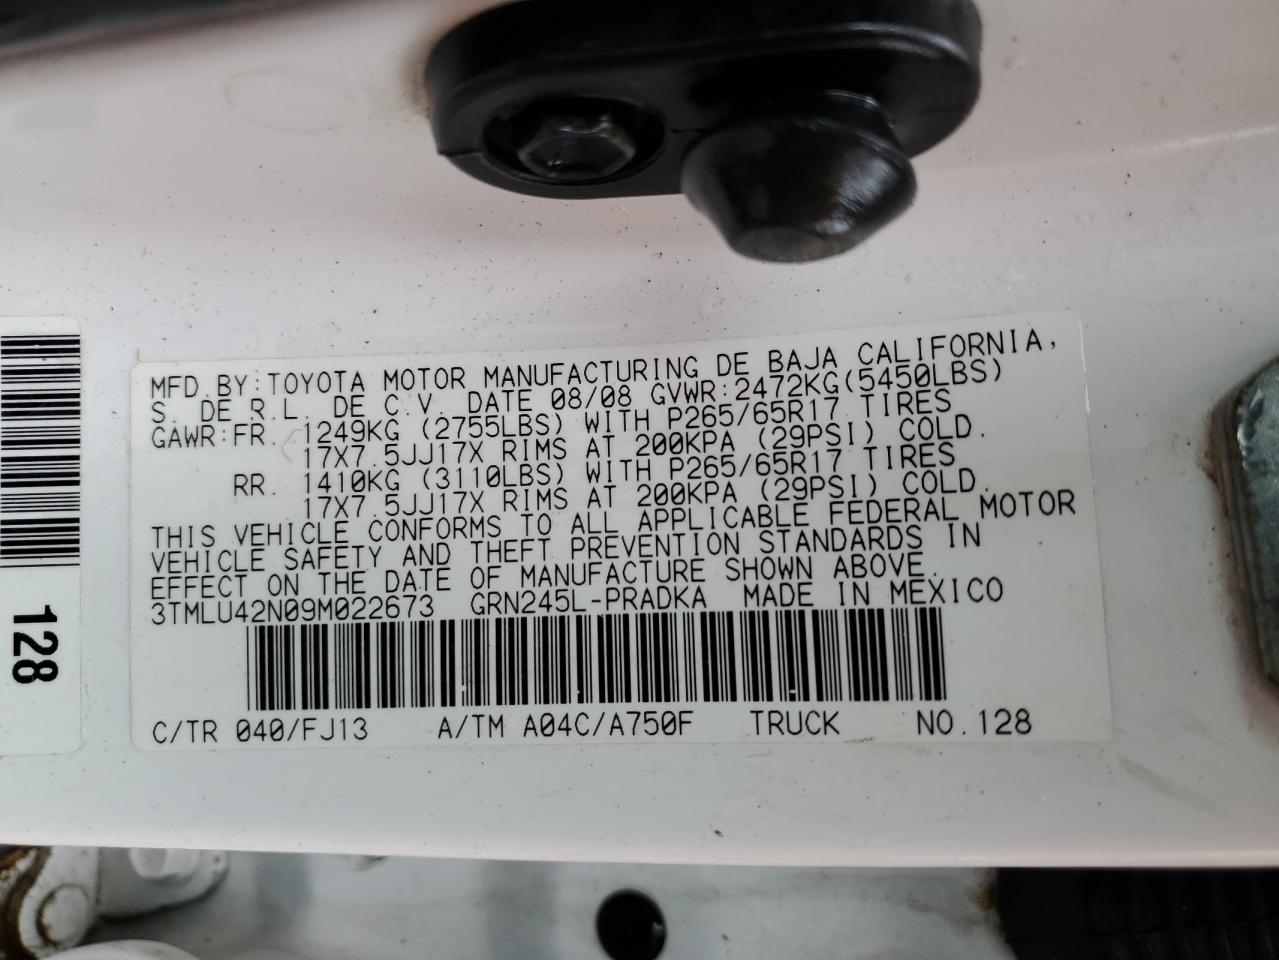 MFD.BY:TOYOTA MOTOR MANUFACTURING DE BAJA CALIFORNIA,
S. DE R.L. DE C.V. DATE 08/08 GVWR:2472KG(5450LBS)
GAWR:FR. 1249KG (2755LBS) WITH P265/65R17 TIRES
17X7.5JJ17X RIMS AT 200KPA (29PSI) COLD.
RR. 1410KG (3110LBS) WITH P265/65R17 TIRES
17X7.5JJ17X RIMS AT 200KPA (29PSI) COLD.
THIS VEHICLE CONFORMS TO ALL APPLICABLE FEDERAL MOTOR
VEHICLE SAFETY AND THEFT PREVENTION STANDARDS IN
EFFECT ON THE DATE OF MANUFACTURE SHOWN ABOVE.
3TMLU42N09M022673 GRN245L-PRADKA MADE IN MEXICO
C/TR 040/FJ13 A/TM A04C/A750F TRUCK NO.128
128